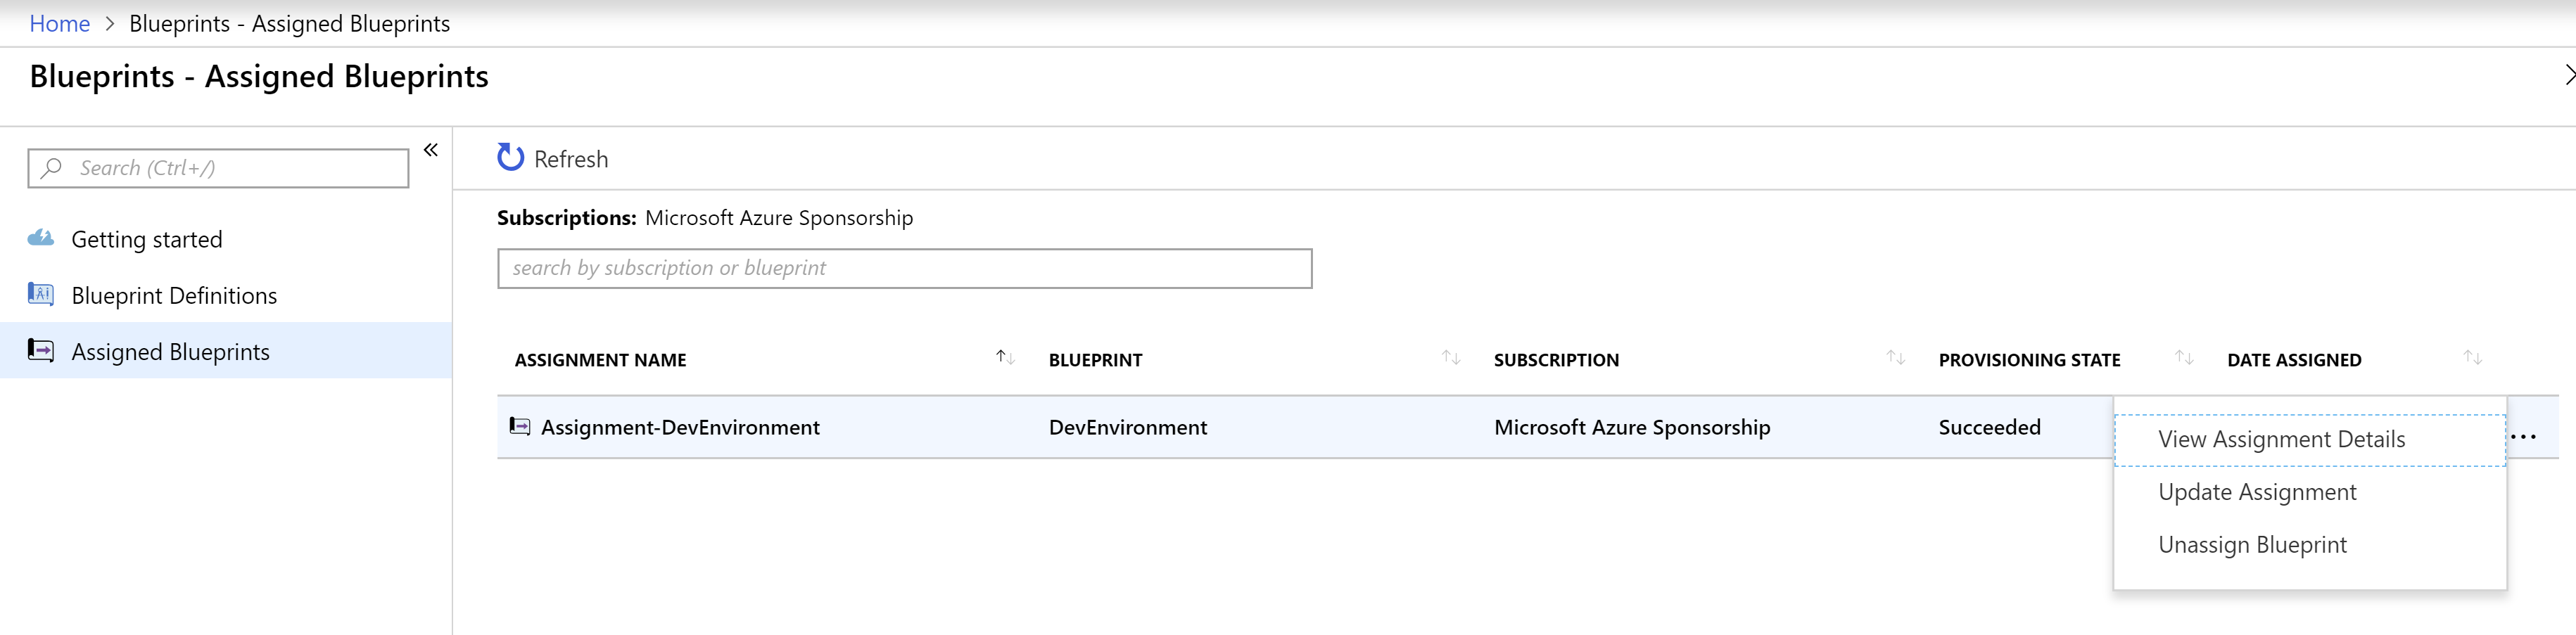 Home > Blueprints - Assigned Blueprints
Blueprints - Assigned Blueprints
Search (Ctrl+/)
Getting started
Blueprint Definitions
Assigned Blueprints
Refresh
Subscriptions: Microsoft Azure Sponsorship
search by subscription or blueprint
ASSIGNMENT NAME BLUEPRINT SUBSCRIPTION PROVISIONING STATE DATE ASSIGNED
Assignment-DevEnvironment DevEnvironment Microsoft Azure Sponsorship Succeeded
View Assignment Details
Update Assignment
Unassign Blueprint